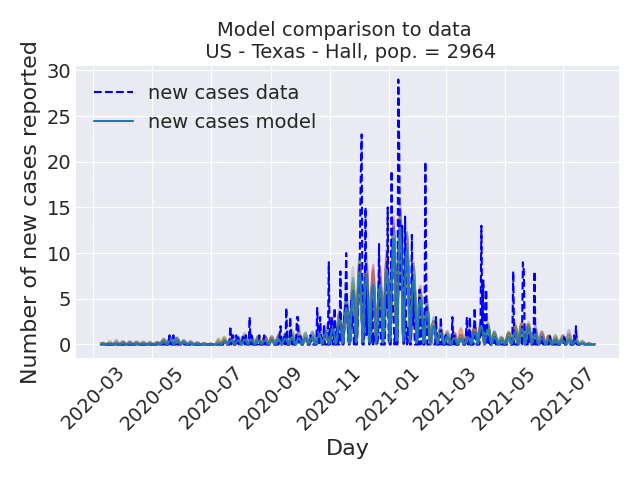 Model comparison to data
US - Texas - Hall, pop. = 2964
Number of new cases reported
30
25
20
15
10
5
0
new cases data
new cases model
2020-03
2020-05
2020-07
2020-09
2020-11
2021-01
2021-03
2021-05
2021-07
Day